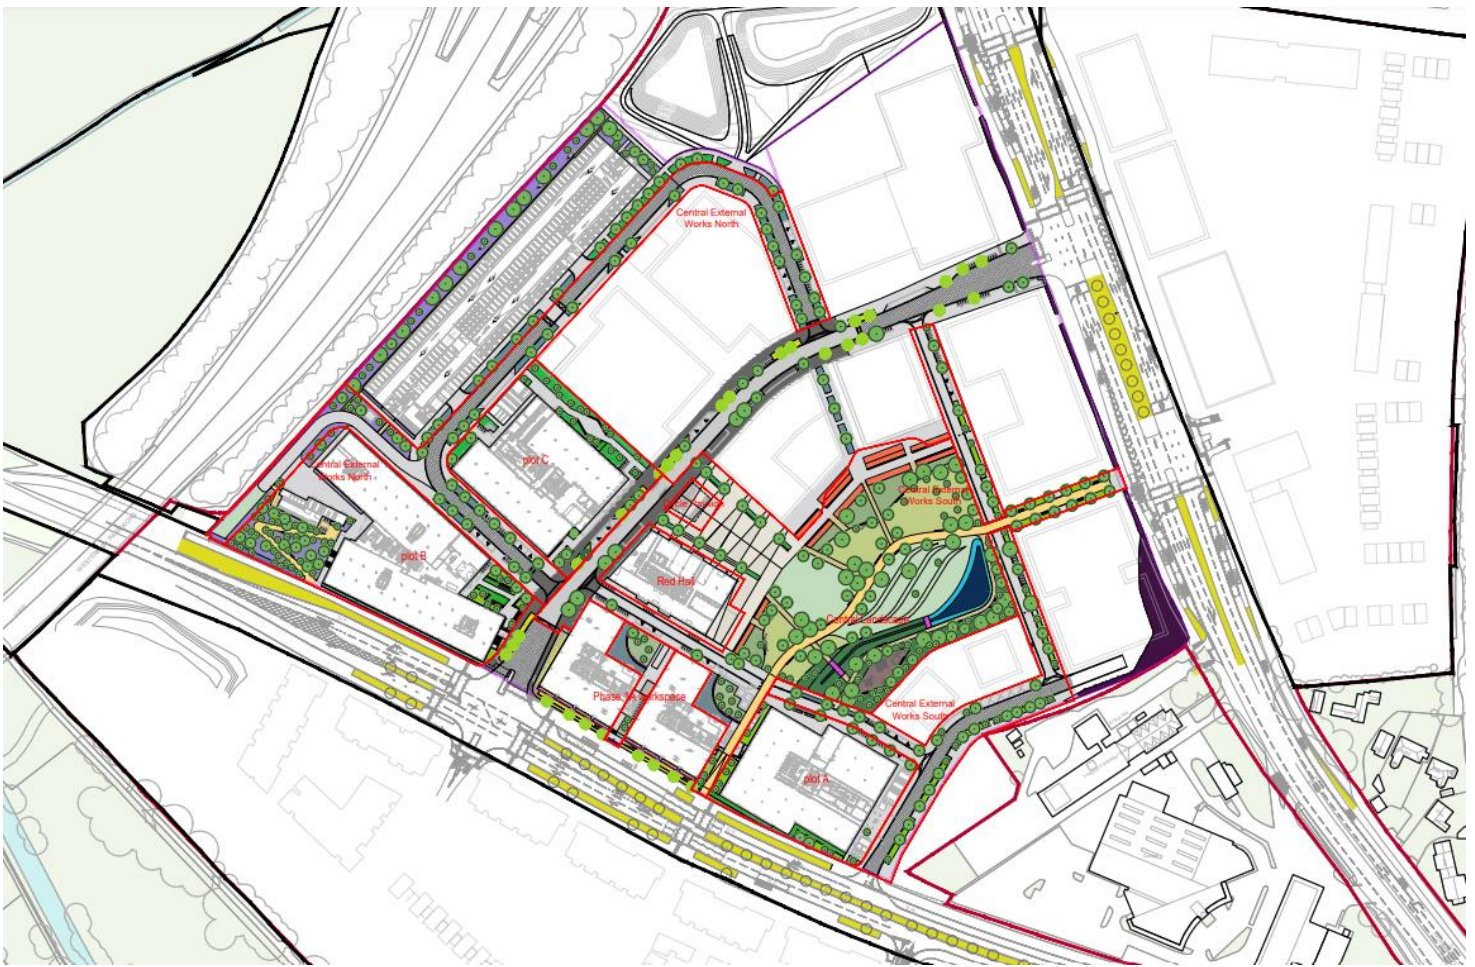 Central External
Works North
plot C
Central External
Works North
plot B
Central External
Works South
Red Hall
Central Landscape
Phase 1A workspace
Central External
Works South
plot A